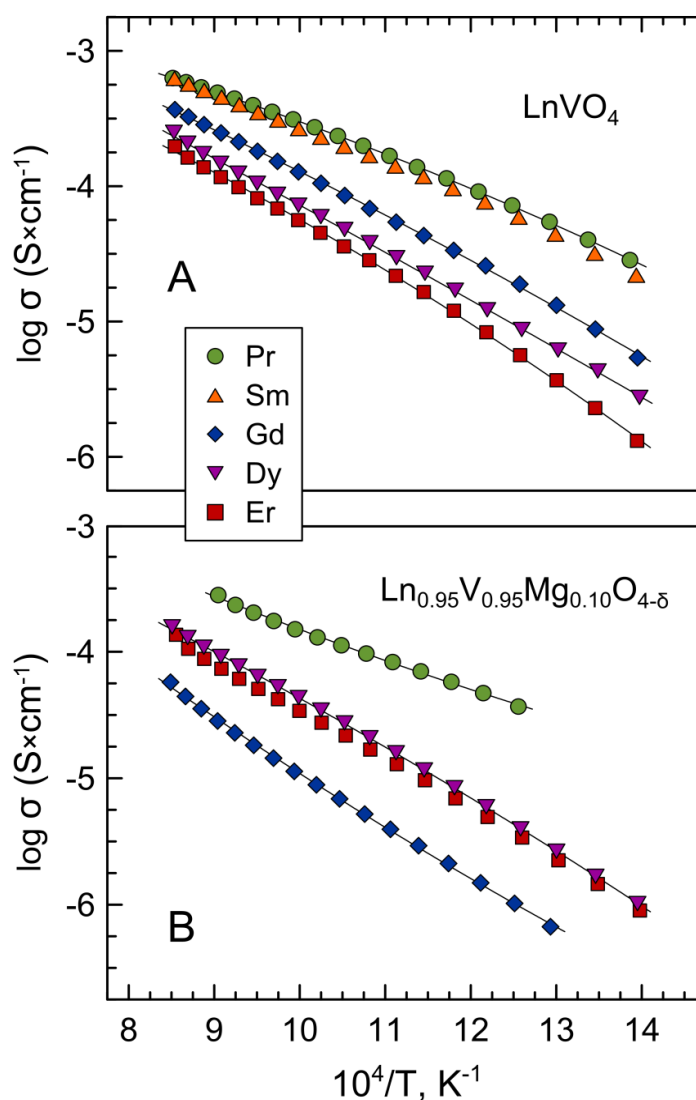 -3
-4
-5
-6
log σ (S×cm⁻¹)
LnVO₄
A
Pr
Sm
Gd
Dy
Er
-3
-4
-5
-6
log σ (S×cm⁻¹)
Ln₀.₉₅V₀.₉₅Mg₀.₁₀O₄₋δ
B
8 9 10 11 12 13 14
10⁴/T, K⁻¹